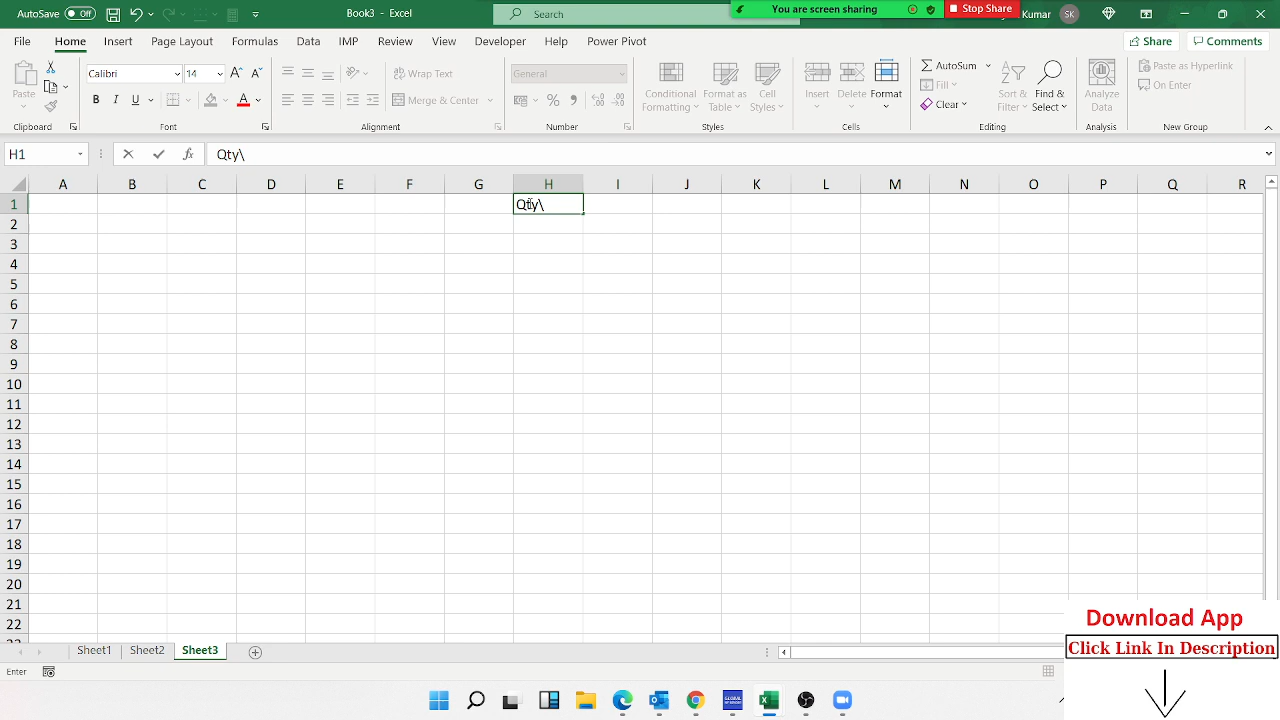 AutoSave Off Book1 - Excel Search You are screen sharing Stop Share Kumar SK
File Home Insert Page Layout Formulas Data IMP Review View Developer Help Power Pivot Share Comments
Paste Calibri 14 Wrap Text General Conditional Formatting Format as Table Cell Styles Insert Delete Format AutoSum Sort & Filter Find & Select Analyze Data Paste as Hyperlink
B I U A Merge & Center Fill On Enter
Clear
Clipboard Font Alignment Number Styles Cells Editing Analysis New Group
H1 fx Qty\
A B C D E F G H I J K L M N O P Q R
1 Qty\
2
3
4
5
6
7
8
9
10
11
12
13
14
15
16
17
18
19
20
21
22
Download App
Click Link In Description
Sheet1 Sheet2 Sheet3
Enter